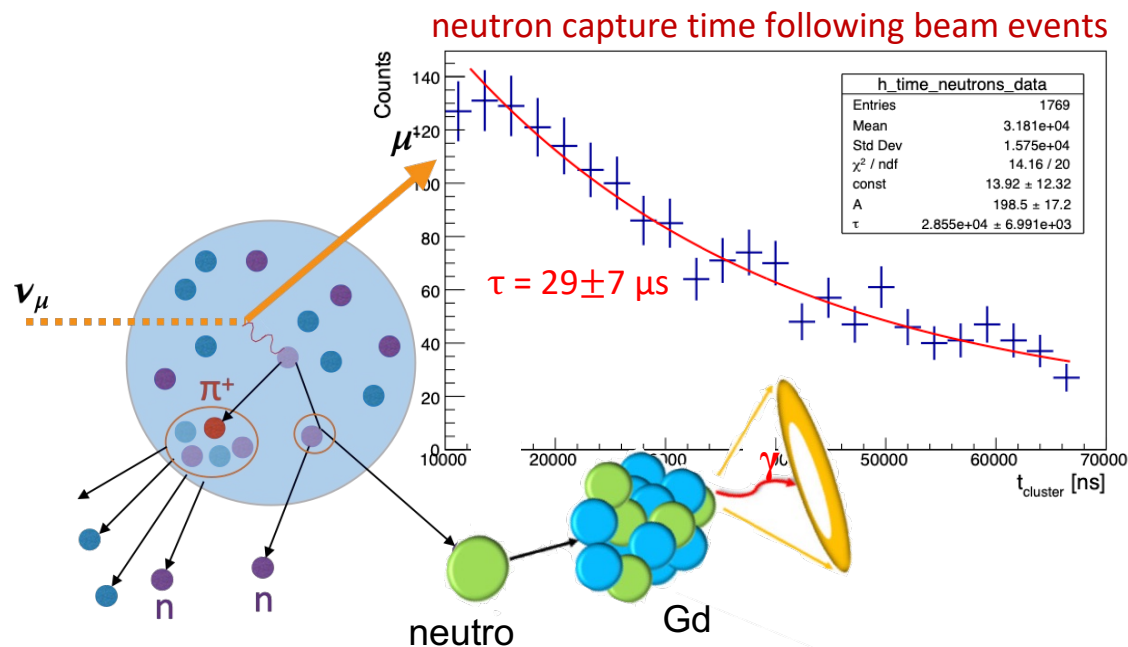 neutron capture time following beam events
Counts
140
120
100
80
60
40
20
0
h_time_neutrons_data
Entries 1769
Mean 3.181e+04
Std Dev 1.575e+04
χ² / ndf 14.16 / 20
const 13.92 ± 12.32
A 198.5 ± 17.2
τ 2.855e+04 ± 6.991e+03
τ = 29±7 μs
μ
ν_μ
π⁺
10000 20000 50000 60000 70000
t_cluster [ns]
γ
n
n
neutro
Gd